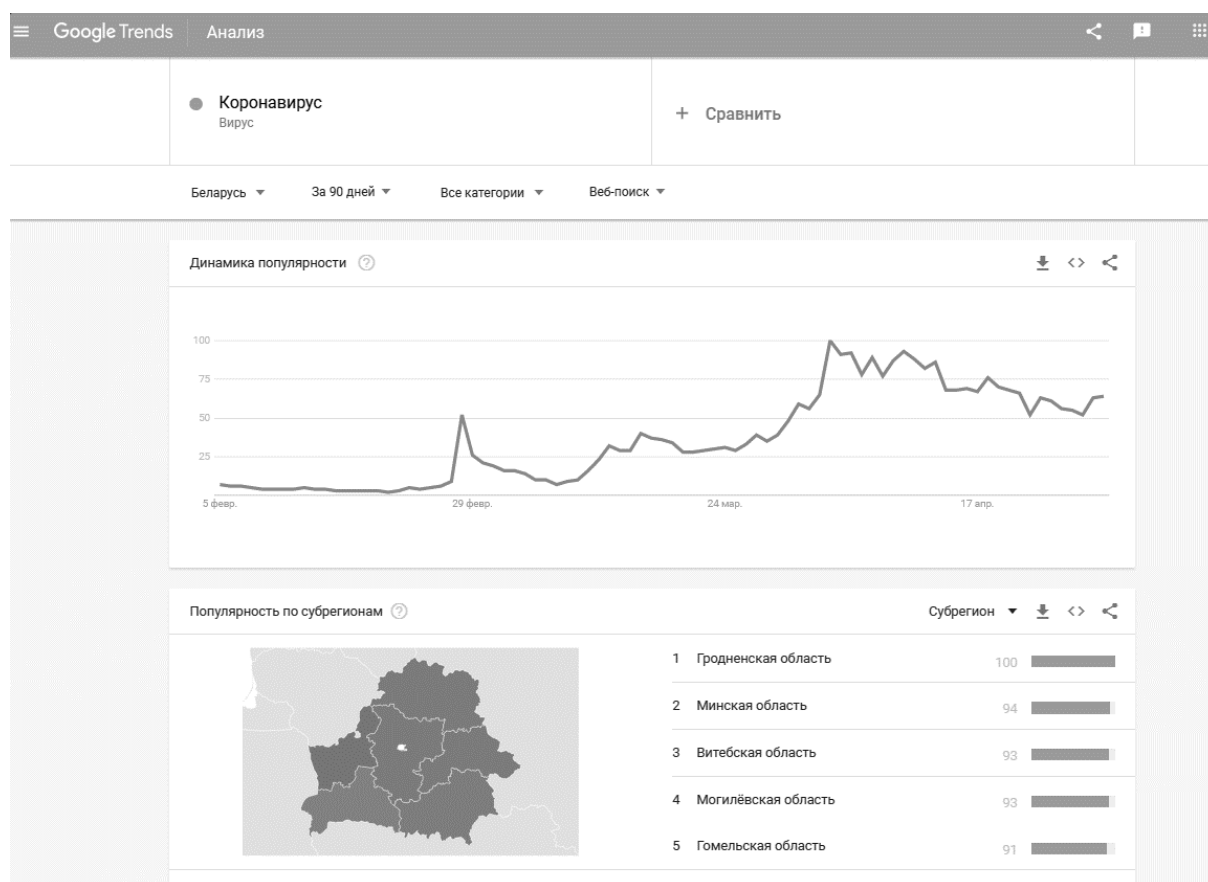 Google Trends Анализ
Коронавирус
Вирус
+ Сравнить
Беларусь За 90 дней Все категории Веб-поиск
Динамика популярности ?
100
75
50
25
5 февр. 29 февр. 24 мар. 17 апр.
Популярность по субрегионам ? Субрегион
1 Гродненская область 100
2 Минская область 94
3 Витебская область 93
4 Могилёвская область 93
5 Гомельская область 91